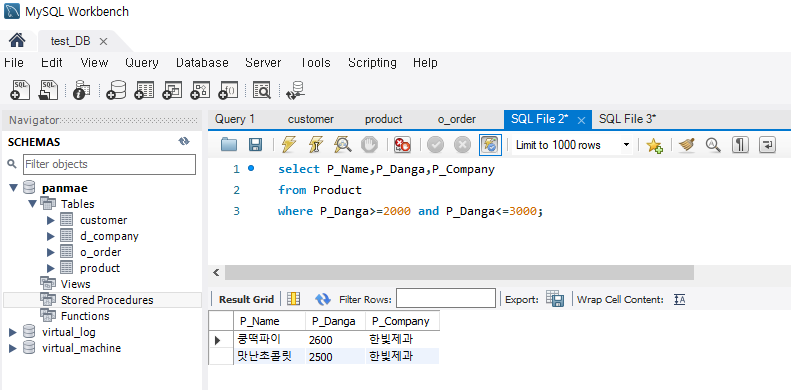 MySQL Workbench
test_DB
File Edit View Query Database Server Tools Scripting Help
Navigator
Query 1 customer product o_order SQL File 2* SQL File 3*
SCHEMAS
Filter objects
Limit to 1000 rows
panmae
Tables
customer
d_company
o_order
product
Views
Stored Procedures
Functions
virtual_log
virtual_machine
1 select P_Name,P_Danga,P_Company
2 from Product
3 where P_Danga>=2000 and P_Danga<=3000;
Result Grid Filter Rows: Export: Wrap Cell Content:
P_Name P_Danga P_Company
쿵떡파이 2600 한빛제과
맛난초콜릿 2500 한빛제과